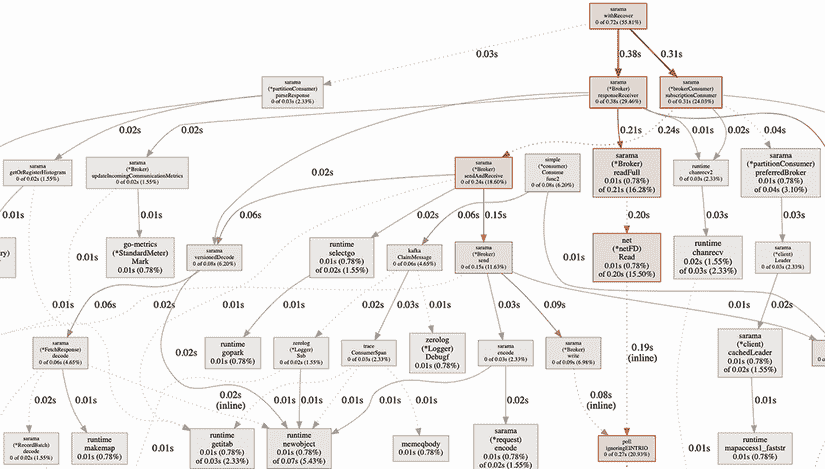 sarama
withRecover
0 of 0.72s (55.81%)
0.03s
0.38s
0.31s
sarama
(*partitionConsumer)
parseResponse
0 of 0.03s (2.33%)
sarama
(*Broker)
responseReceiver
0 of 0.38s (29.46%)
sarama
(*brokerConsumer)
subscriptionConsumer
0 of 0.31s (24.03%)
0.02s
0.02s
0.21s
0.24s
0.01s
0.02s
0.04s
sarama
getOrRegisterHistogram
0 of 0.02s (1.55%)
sarama
(*Broker)
updateIncomingCommunicationMetrics
0 of 0.02s (1.55%)
0.02s
sarama
(*Broker)
sendAndReceive
0 of 0.24s (18.60%)
simple
(*consumer)
Consume
func2
0 of 0.08s (6.20%)
sarama
(*Broker)
readFull
0.01s (0.78%)
of 0.21s (16.28%)
runtime
chanrecv2
0 of 0.03s (2.33%)
sarama
(*partitionConsumer)
preferredBroker
0.01s (0.78%)
of 0.04s (3.10%)
0.01s
0.01s
0.06s
0.02s
0.06s
0.15s
0.20s
0.03s
0.03s
go-metrics
(*StandardMeter)
Mark
0.01s (0.78%)
0.01s
sarama
versionedDecode
0 of 0.08s (6.20%)
runtime
selectgo
0.01s (0.78%)
of 0.02s (1.55%)
kafka
ClaimMessage
0 of 0.06s (4.65%)
sarama
(*Broker)
send
0 of 0.15s (11.63%)
0.01s
net
(*netFD)
Read
0.01s (0.78%)
of 0.20s (15.50%)
runtime
chanrecv
0.02s (1.55%)
of 0.03s (2.33%)
sarama
(*client)
Leader
0 of 0.03s (2.33%)
0.01s
0.06s
0.02s
0.01s
0.02s
0.03s
0.01s
0.03s
0.09s
0.01s
0.02s
sarama
(*FetchResponse)
decode
0 of 0.06s (4.65%)
0.02s
runtime
gopark
0.01s (0.78%)
zerolog
(*Logger)
Sub
0 of 0.02s (1.55%)
trace
ConsumerSpan
0 of 0.03s (2.33%)
zerolog
(*Logger)
Debugf
0.01s (0.78%)
sarama
encode
0 of 0.03s (2.33%)
sarama
(*Broker)
write
0 of 0.09s (6.98%)
0.19s
(inline)
sarama
(*client)
cachedLeader
0.01s (0.78%)
of 0.02s (1.55%)
0.02s
0.01s
0.02s
(inline)
0.01s
0.01s
0.01s
0.01s
0.02s
0.08s
(inline)
0.01s
sarama
(*RecordBatch)
decode
0 of 0.02s (1.55%)
runtime
makemap
0.01s (0.78%)
0.01s
runtime
getitab
0.01s (0.78%)
of 0.03s (2.33%)
runtime
newobject
0.01s (0.78%)
of 0.07s (5.43%)
memeqbody
0.01s (0.78%)
sarama
(*request)
encode
0.01s (0.78%)
of 0.02s (1.55%)
poll
ignoringEINTRIO
0 of 0.27s (20.93%)
0.01s
runtime
mapaccess1_faststr
0.01s (0.78%)